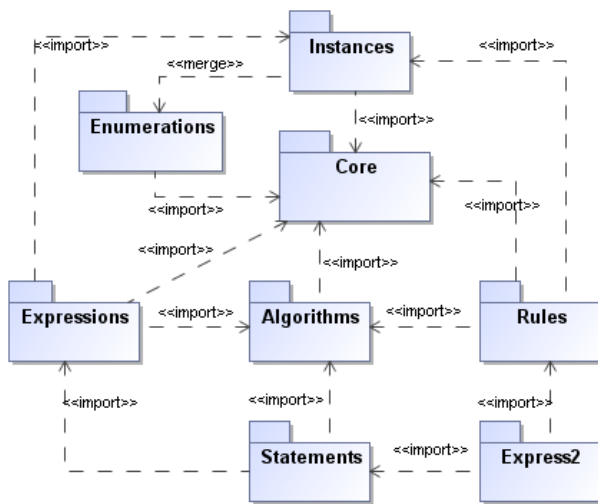 <<import>>
Instances
<<import>>
<<merge>>
Enumerations
<<import>>
Core
<<import>>
<<import>>
<<import>>
<<import>>
Expressions
<<import>>
Algorithms
<<import>>
Rules
<<import>>
<<import>>
<<import>>
Statements
<<import>>
Express2